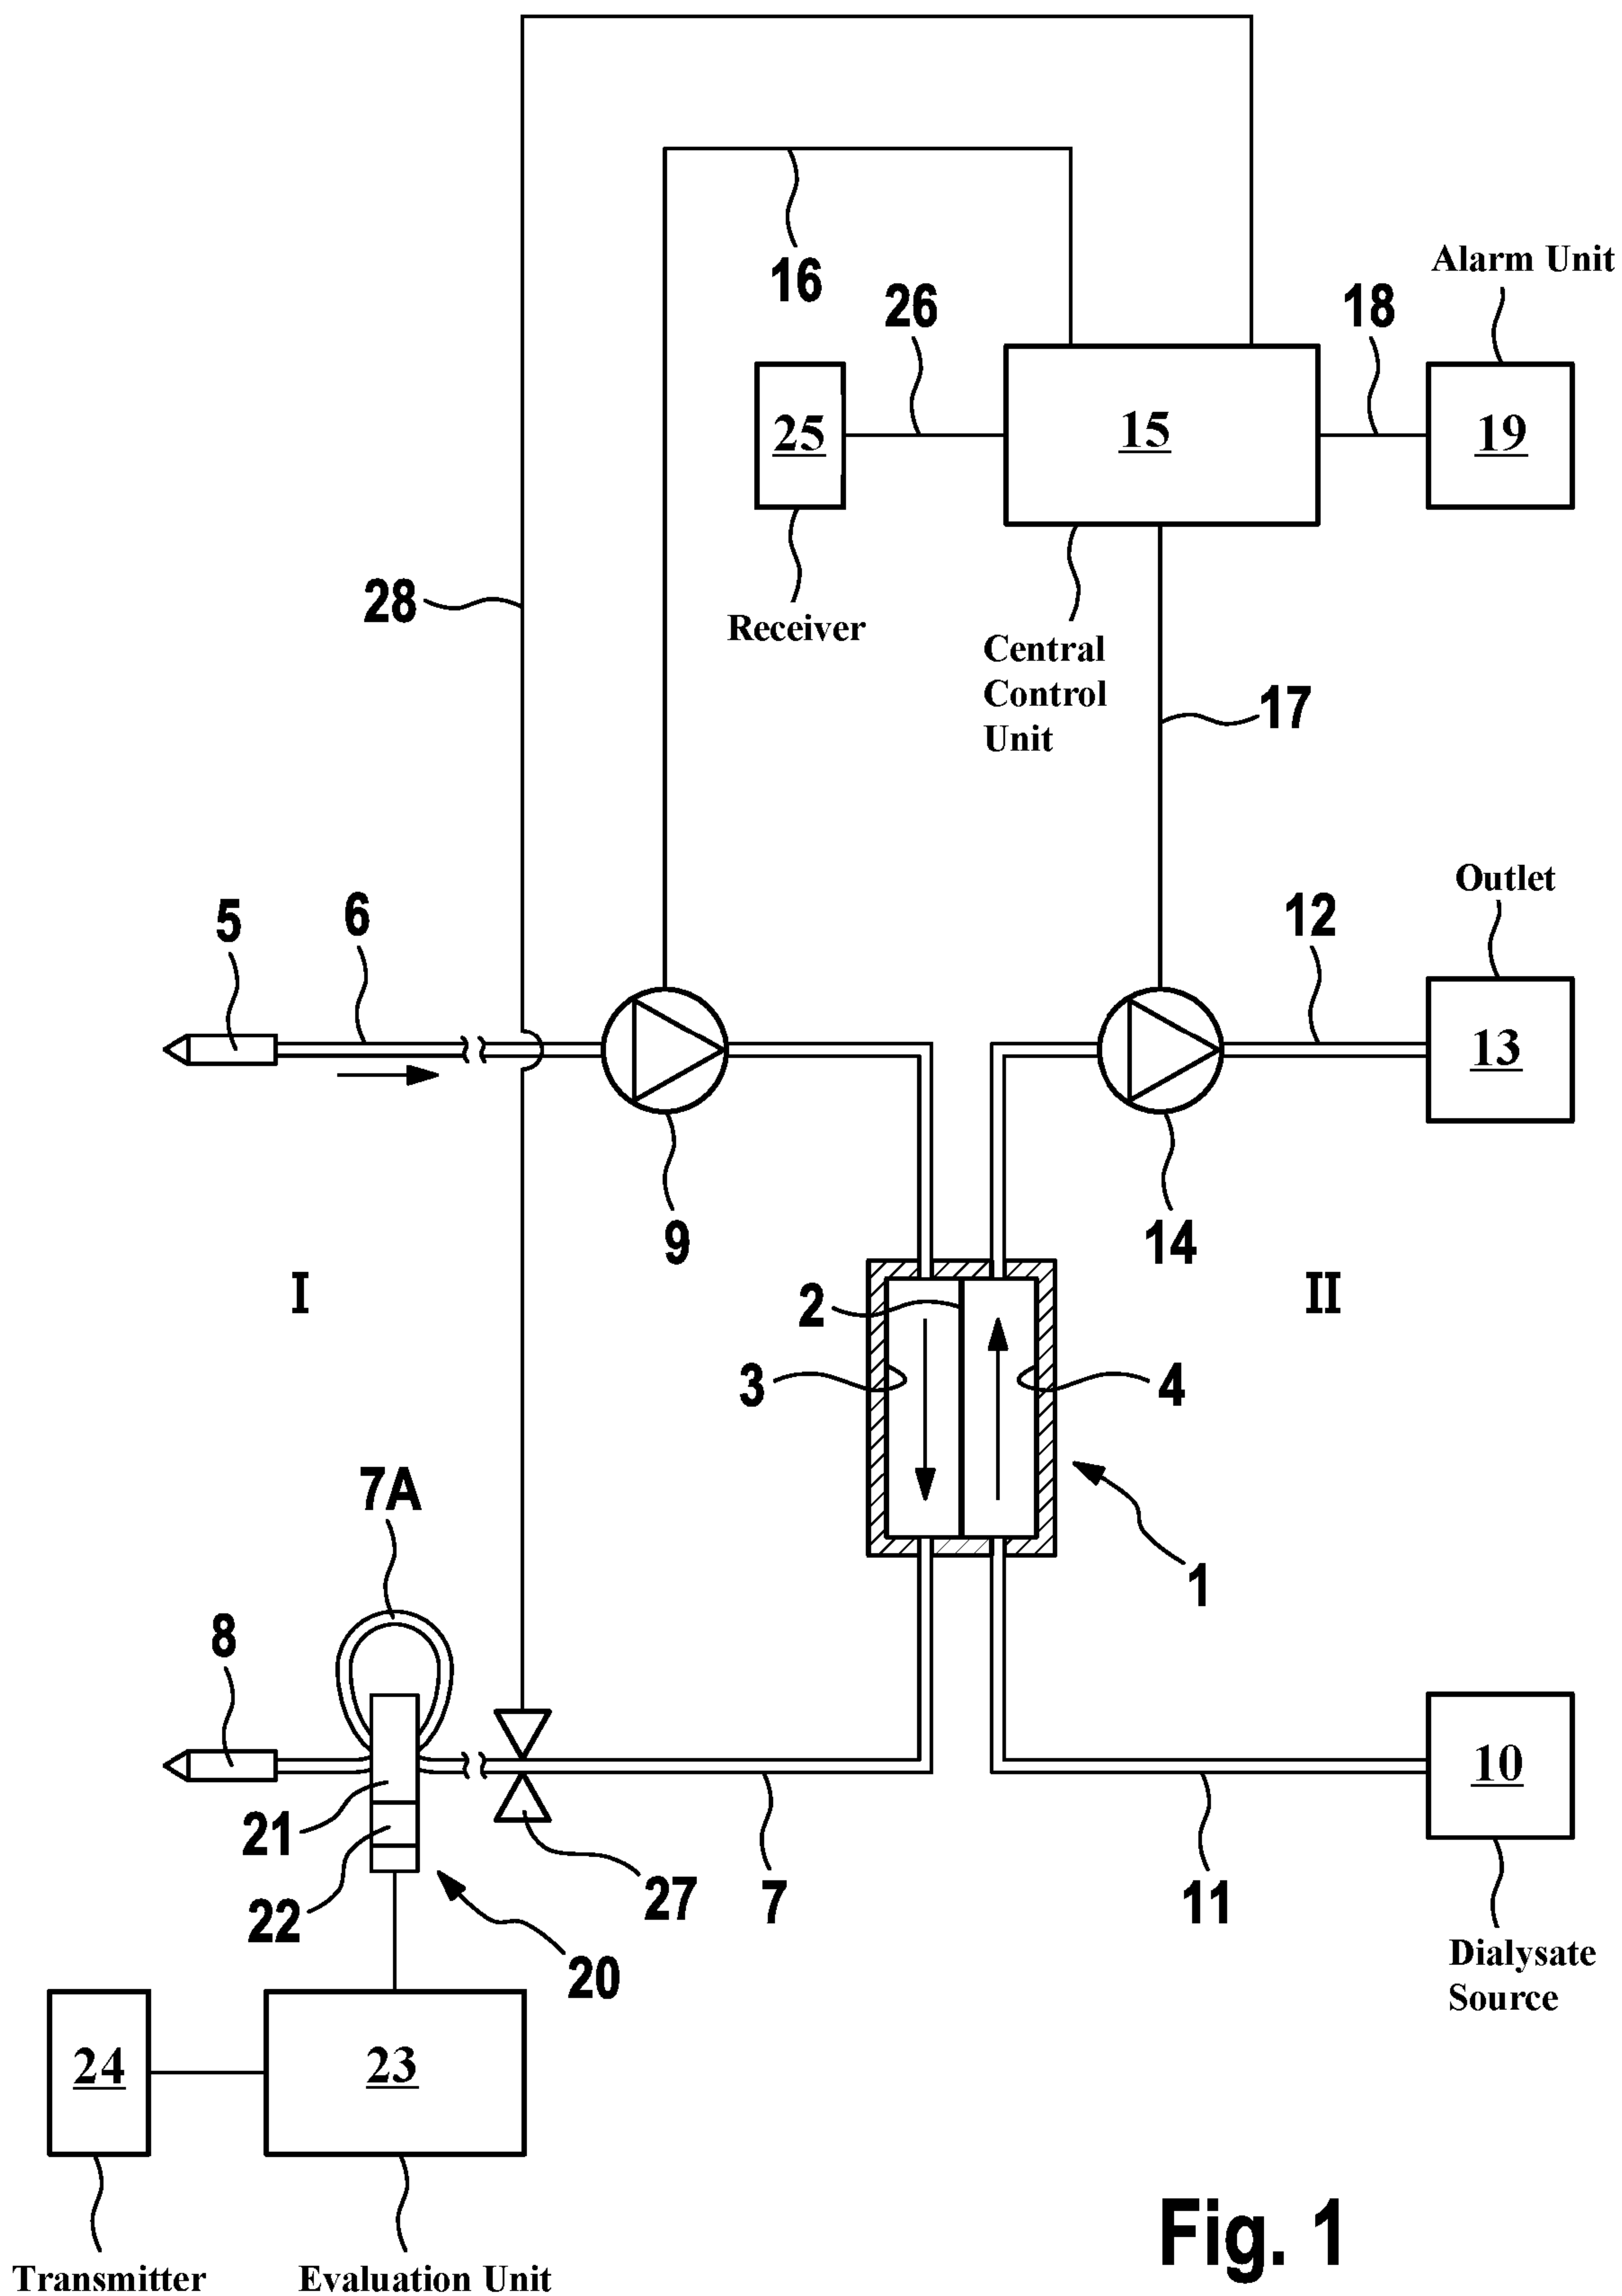 Alarm Unit
16
26
18
25
15
19
28
Receiver
Central
Control
Unit
17
Outlet
5
6
12
13
9
14
I
II
2
3
4
7A
1
8
10
21
22
27
7
11
20
Dialysate
Source
24
23
Transmitter
Evaluation Unit
Fig. 1